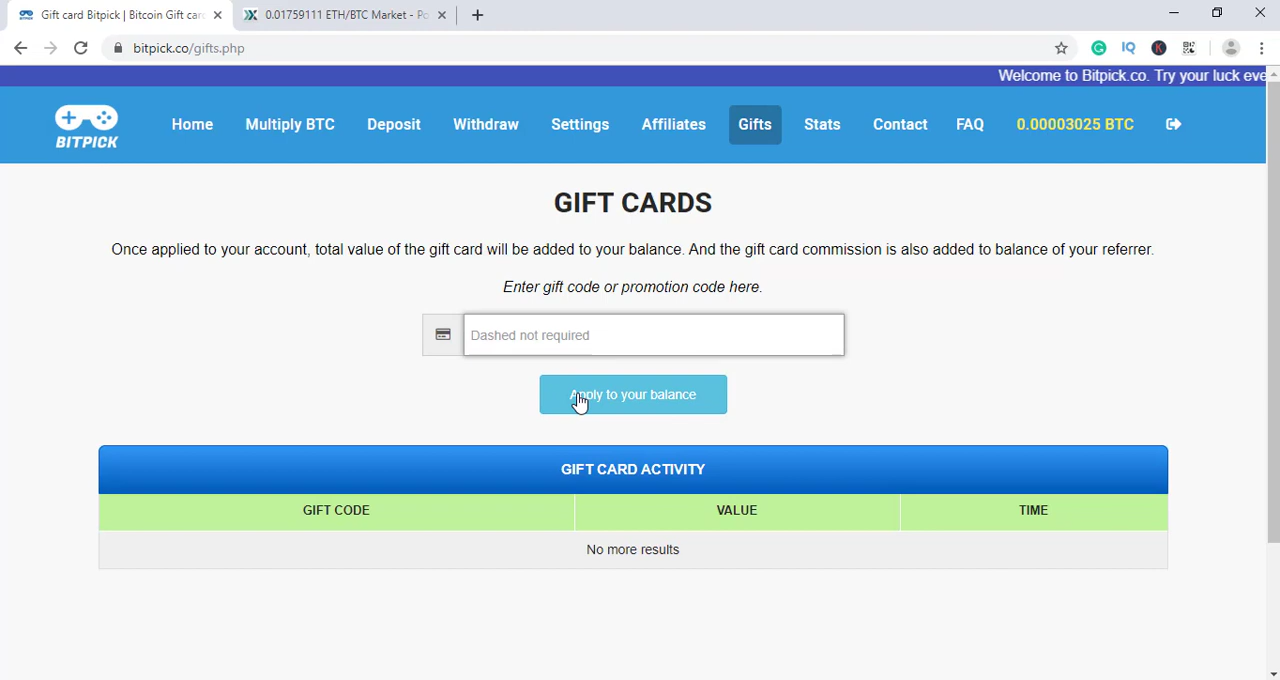 Gift card Bitpick | Bitcoin Gift car
0.01759111 ETH/BTC Market - Po
bitpick.co/gifts.php
Welcome to Bitpick.co. Try your luck eve
BITPICK
Home Multiply BTC Deposit Withdraw Settings Affiliates Gifts Stats Contact FAQ 0.00003025 BTC
GIFT CARDS
Once applied to your account, total value of the gift card will be added to your balance. And the gift card commission is also added to balance of your referrer.
Enter gift code or promotion code here.
Dashed not required
Apply to your balance
GIFT CARD ACTIVITY
GIFT CODE VALUE TIME
No more results